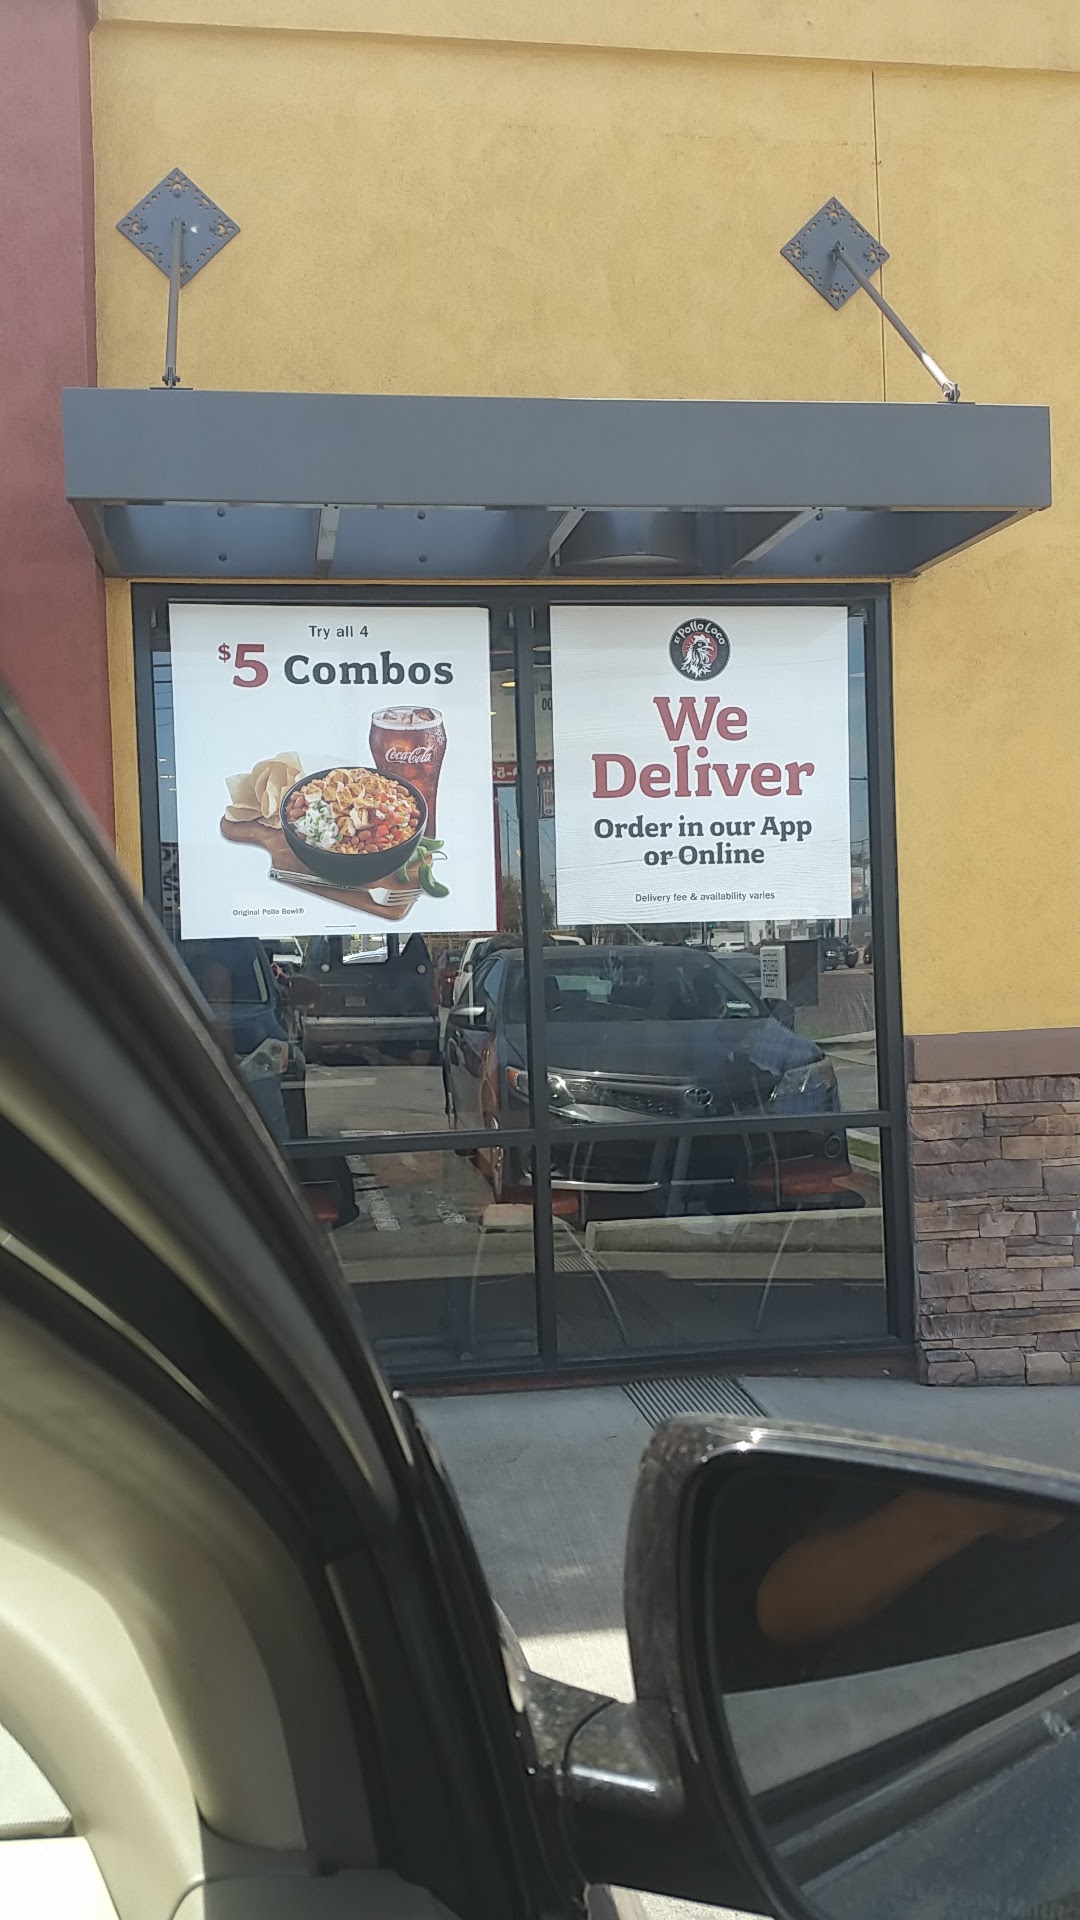 Try all 4
$5 Combos
Coca-Cola
Original Pollo Bowl®
El Pollo Loco
We
Deliver
Order in our App
or Online
Delivery fee & availability varies